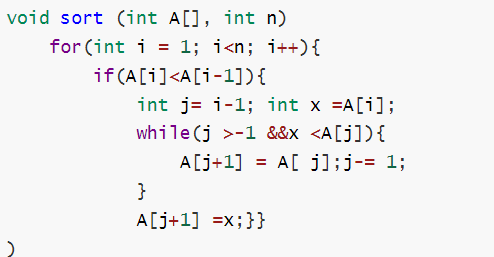 void sort (int A[], int n)
for(int i = 1; i<n; i++){
if(A[i]<A[i-1]){
int j= i-1; int x =A[i];
while(j >-1 &&x <A[j]){
A[j+1] = A[ j];j-= 1;
}
A[j+1] =x;}}
)